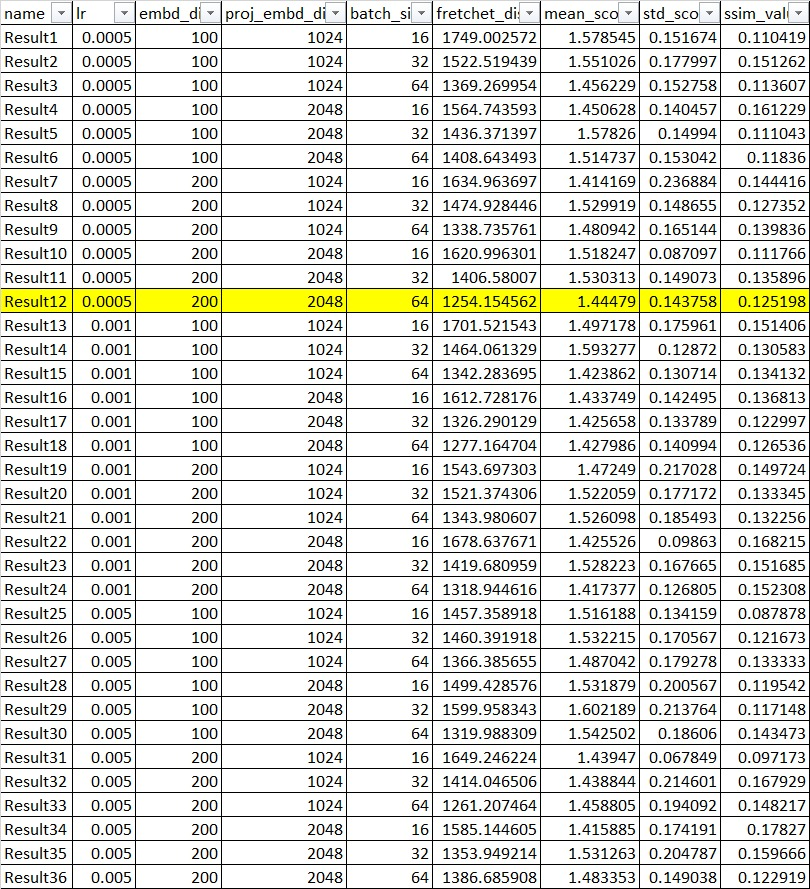 name lr embd_di proj_embd_di batch_si fretchet_dis mean_sco std_sco ssim_valu
Result1 0.0005 100 1024 16 1749.002572 1.578545 0.151674 0.110419
Result2 0.0005 100 1024 32 1522.519439 1.551026 0.177997 0.151262
Result3 0.0005 100 1024 64 1369.269954 1.456229 0.152758 0.113607
Result4 0.0005 100 2048 16 1564.743593 1.450628 0.140457 0.161229
Result5 0.0005 100 2048 32 1436.371397 1.57826 0.14994 0.111043
Result6 0.0005 100 2048 64 1408.643493 1.514737 0.153042 0.11836
Result7 0.0005 200 1024 16 1634.963697 1.414169 0.236884 0.144416
Result8 0.0005 200 1024 32 1474.928446 1.529919 0.148655 0.127352
Result9 0.0005 200 1024 64 1338.735761 1.480942 0.165144 0.139836
Result10 0.0005 200 2048 16 1620.996301 1.518247 0.087097 0.111766
Result11 0.0005 200 2048 32 1406.58007 1.530313 0.149073 0.135896
Result12 0.0005 200 2048 64 1254.154562 1.44479 0.143758 0.125198
Result13 0.001 100 1024 16 1701.521543 1.497178 0.175961 0.151406
Result14 0.001 100 1024 32 1464.061329 1.593277 0.12872 0.130583
Result15 0.001 100 1024 64 1342.283695 1.423862 0.130714 0.134132
Result16 0.001 100 2048 16 1612.728176 1.433749 0.142495 0.136813
Result17 0.001 100 2048 32 1326.290129 1.425658 0.133789 0.122997
Result18 0.001 100 2048 64 1277.164704 1.427986 0.140994 0.126536
Result19 0.001 200 1024 16 1543.697303 1.47249 0.217028 0.149724
Result20 0.001 200 1024 32 1521.374306 1.522059 0.177172 0.133345
Result21 0.001 200 1024 64 1343.980607 1.526098 0.185493 0.132256
Result22 0.001 200 2048 16 1678.637671 1.425526 0.09863 0.168215
Result23 0.001 200 2048 32 1419.680959 1.528223 0.167665 0.151685
Result24 0.001 200 2048 64 1318.944616 1.417377 0.126805 0.152308
Result25 0.005 100 1024 16 1457.358918 1.516188 0.134159 0.087878
Result26 0.005 100 1024 32 1460.391918 1.532215 0.170567 0.121673
Result27 0.005 100 1024 64 1366.385655 1.487042 0.179278 0.133333
Result28 0.005 100 2048 16 1499.428576 1.531879 0.200567 0.119542
Result29 0.005 100 2048 32 1599.958343 1.602189 0.213764 0.117148
Result30 0.005 100 2048 64 1319.988309 1.542502 0.18606 0.143473
Result31 0.005 200 1024 16 1649.246224 1.43947 0.067849 0.097173
Result32 0.005 200 1024 32 1414.046506 1.438844 0.214601 0.167929
Result33 0.005 200 1024 64 1261.207464 1.458805 0.194092 0.148217
Result34 0.005 200 2048 16 1585.144605 1.415885 0.174191 0.17827
Result35 0.005 200 2048 32 1353.949214 1.531263 0.204787 0.159666
Result36 0.005 200 2048 64 1386.685908 1.483353 0.149038 0.122919